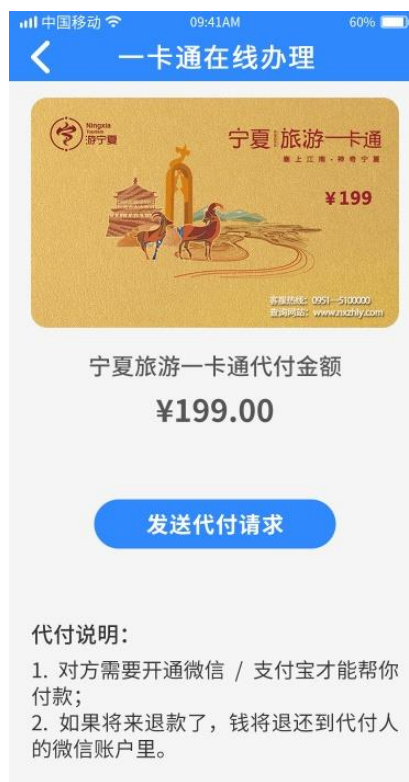 中国移动 09:41AM 60%
一卡通在线办理
Ningxia
Tourism
游宁夏
宁夏 旅游一卡通
塞上江南·神奇宁夏
¥199
客服热线: 0951—5100000
查询网站: www.nxzhly.com
宁夏旅游一卡通代付金额
¥199.00
发送代付请求
代付说明:
1. 对方需要开通微信 / 支付宝才能帮你
付款;
2. 如果将来退款了，钱将退还到代付人
的微信账户里。